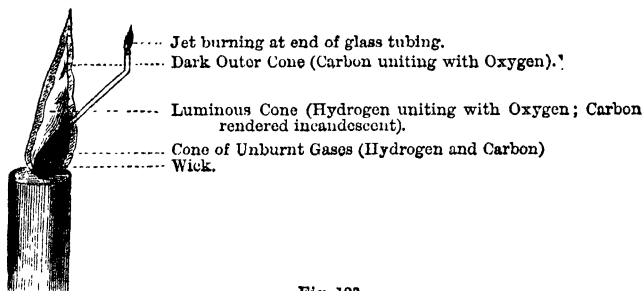 Jet burning at end of glass tubing.
Dark Outer Cone (Carbon uniting with Oxygen).
Luminous Cone (Hydrogen uniting with Oxygen; Carbon
rendered incandescent).
Cone of Unburnt Gases (Hydrogen and Carbon)
Wick.